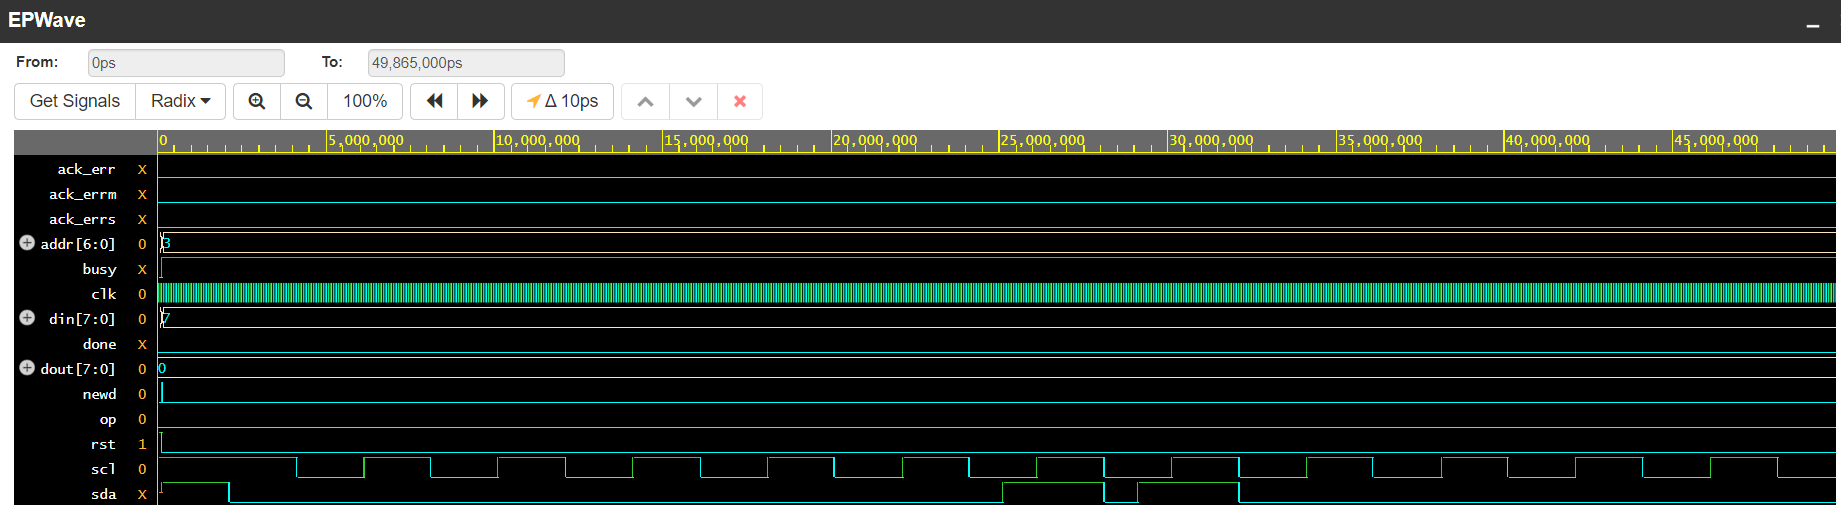 EPWave
From: 0ps To: 49,865,000ps
Get Signals Radix 100% Δ 10ps
0 5,000,000 10,000,000 15,000,000 20,000,000 25,000,000 30,000,000 35,000,000 40,000,000 45,000,000
ack_err X
ack_errm X
ack_errs X
addr[6:0] 0 3
busy X
clk 0
din[7:0] 0 7
done X
dout[7:0] 0 0
newd 0
op 0
rst 1
scl 0
sda X